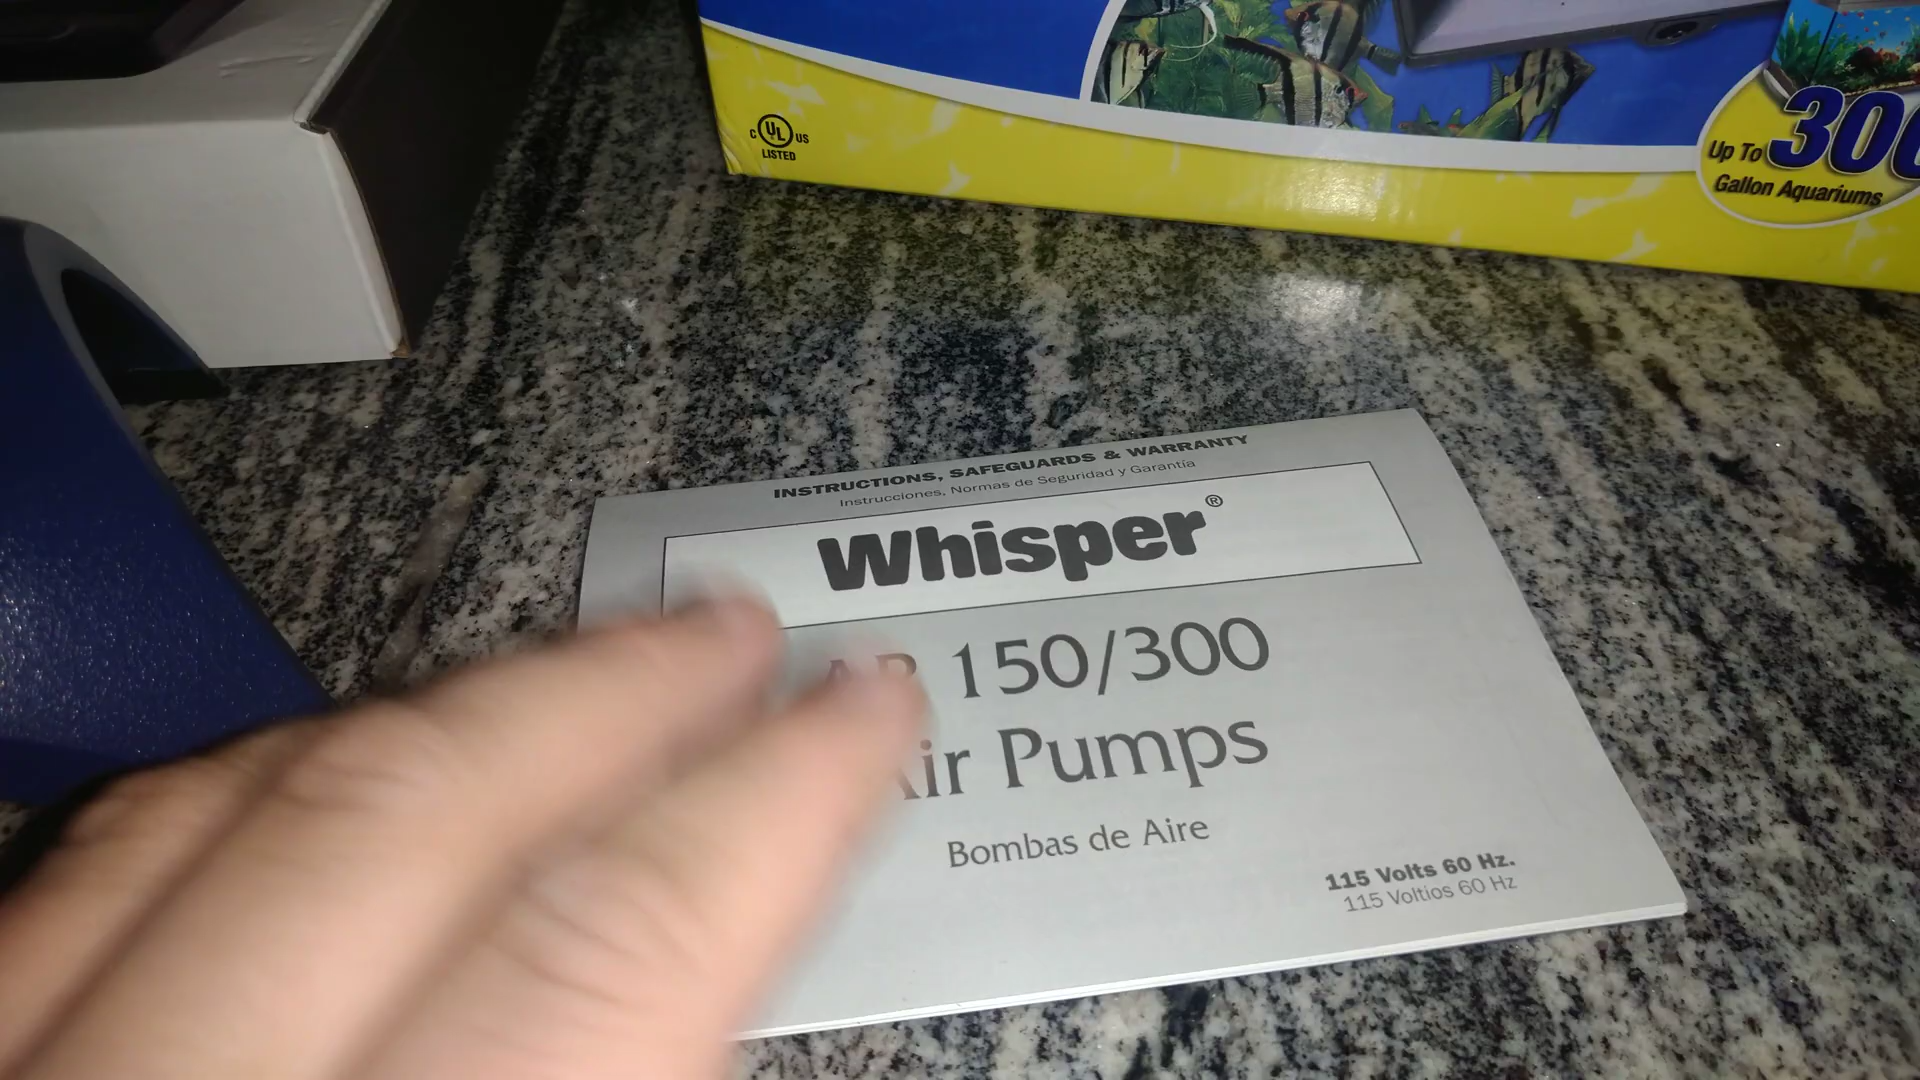 C UL US
LISTED
Up To 300
Gallon Aquariums
INSTRUCTIONS, SAFEGUARDS & WARRANTY
Instrucciones, Normas de Seguridad y Garantía
Whisper®
150/300
Pumps
Bombas de Aire
115 Volts 60 Hz.
115 Voltios 60 Hz